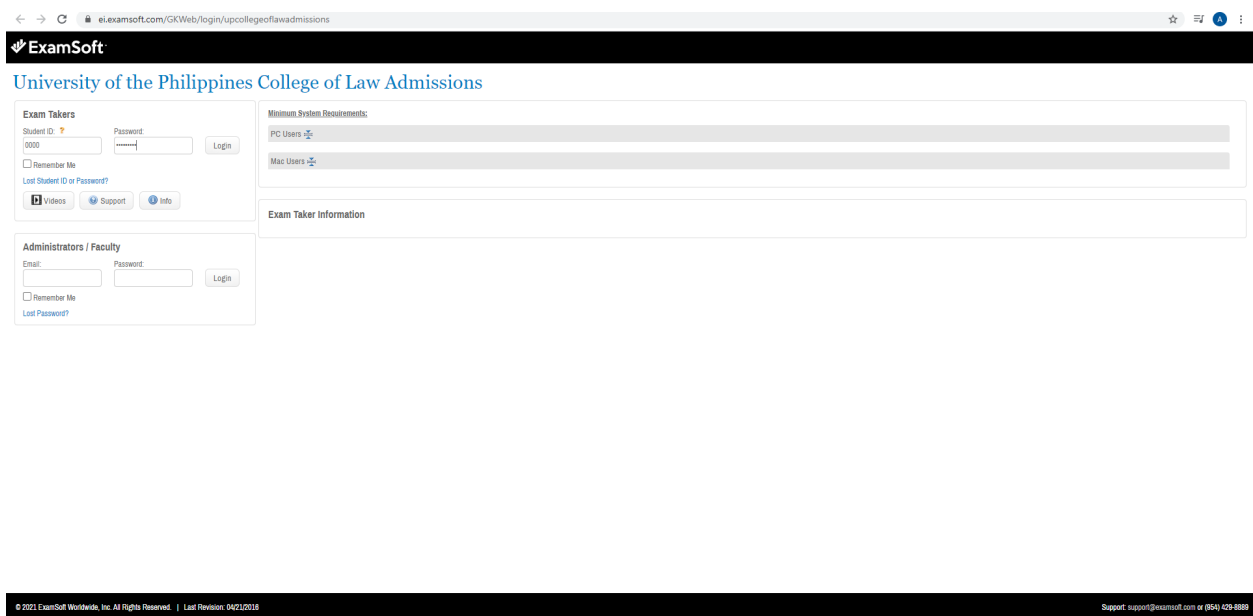 ei.examsoft.com/GKWeb/login/upcollegeoflawadmissions
A
ExamSoft
University of the Philippines College of Law Admissions
Exam Takers
Student ID: ?
Password:
0000
•••••••••
Login
Remember Me
Lost Student ID or Password?
Videos
Support
Info
Administrators / Faculty
Email:
Password:
Login
Remember Me
Lost Password?
Minimum System Requirements:
PC Users
Mac Users
Exam Taker Information
© 2021 ExamSoft Worldwide, Inc. All Rights Reserved. | Last Revision: 04/21/2016
Support: support@examsoft.com or (954) 429-8889